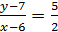 y−7/x−6 = 5/2